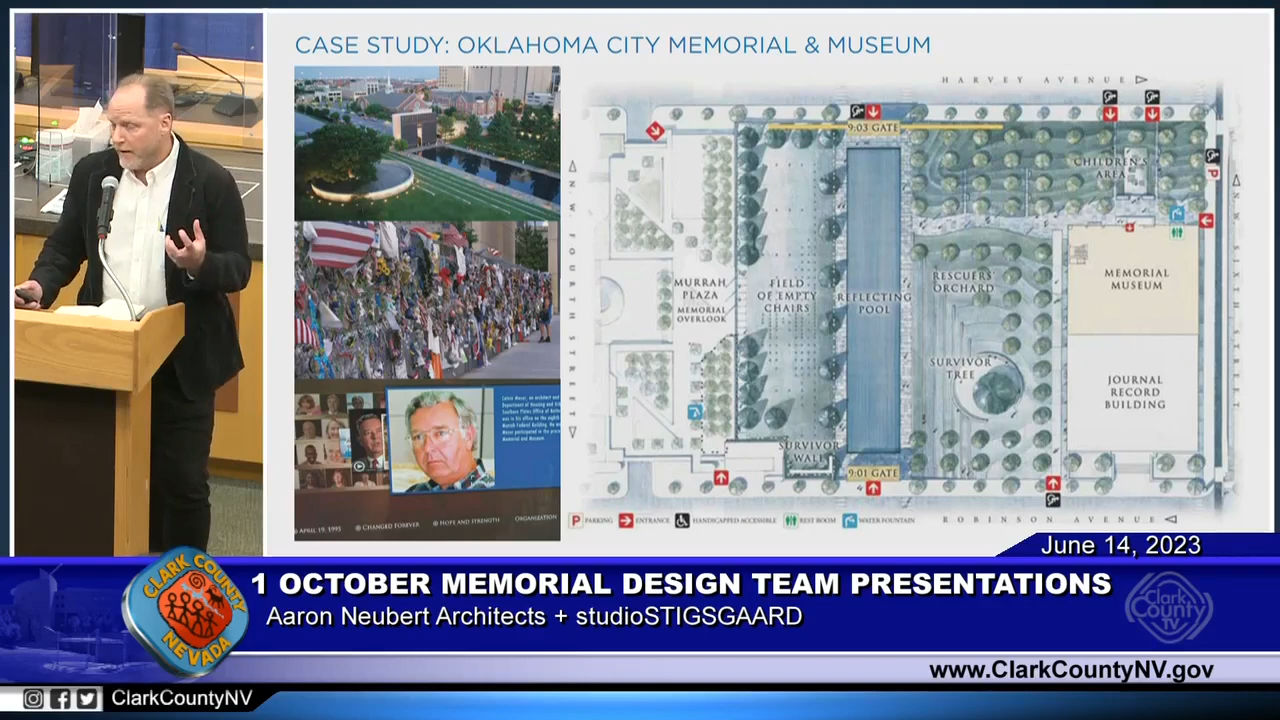 CASE STUDY: OKLAHOMA CITY MEMORIAL & MUSEUM
HARVEY AVENUE
9:03 GATE
CHILDREN'S
AREA
N.W. FOURTH STREET
MURRAH
PLAZA
MEMORIAL
OVERLOOK
FIELD
OF EMPTY
CHAIRS
REFLECTING
POOL
RESCUERS'
ORCHARD
SURVIVOR
TREE
MEMORIAL
MUSEUM
JOURNAL
RECORD
BUILDING
SURVIVOR
WALL
9:01 GATE
P PARKING
ENTRANCE
HANDICAPPED ACCESSIBLE
REST ROOM
WATER FOUNTAIN
ROBINSON AVENUE
APRIL 19, 1995
CHANGED FOREVER
HOPE AND STRENGTH
ORGANIZATION
June 14, 2023
1 OCTOBER MEMORIAL DESIGN TEAM PRESENTATIONS
Aaron Neubert Architects + studioSTIGSGAARD
CLARK COUNTY
NEVADA
Clark
County
TV
www.ClarkCountyNV.gov
ClarkCountyNV